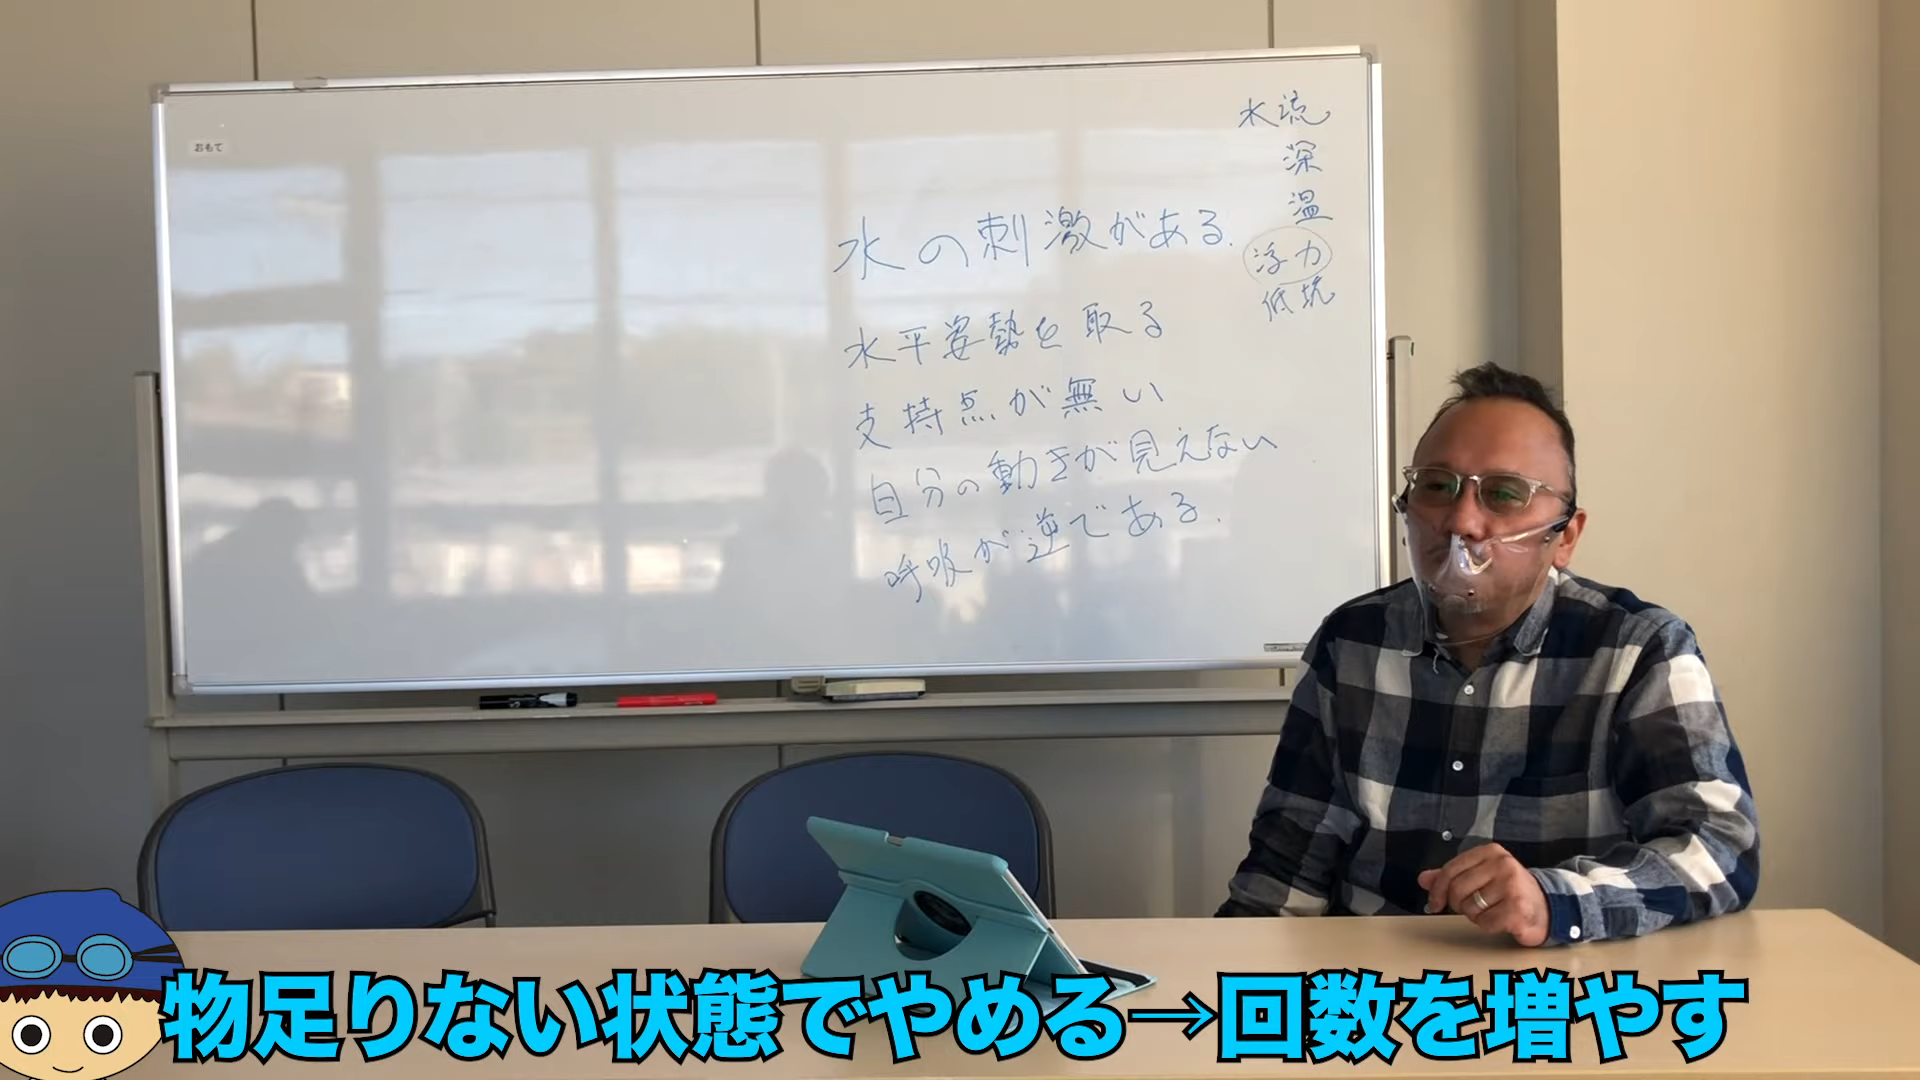 おもて
水流
深
温
浮力
低坑
水の刺激がある.
水平姿勢を取る
支持点が無い
自分の動きが見えない
呼吸が逆である.
物足りない状態でやめる→回数を増やす